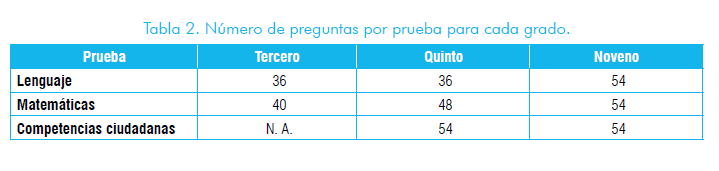 Tabla 2. Número de preguntas por prueba para cada grado.
Prueba Tercero Quinto Noveno
Lenguaje 36 36 54
Matemáticas 40 48 54
Competencias ciudadanas N. A. 54 54